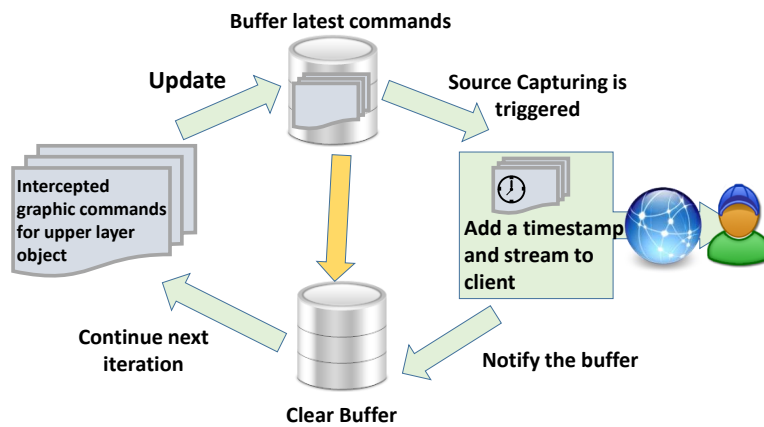 Buffer latest commands
Update
Source Capturing is
triggered
Intercepted
graphic commands
for upper layer
object
Add a timestamp
and stream to
client
Continue next
iteration
Notify the buffer
Clear Buffer